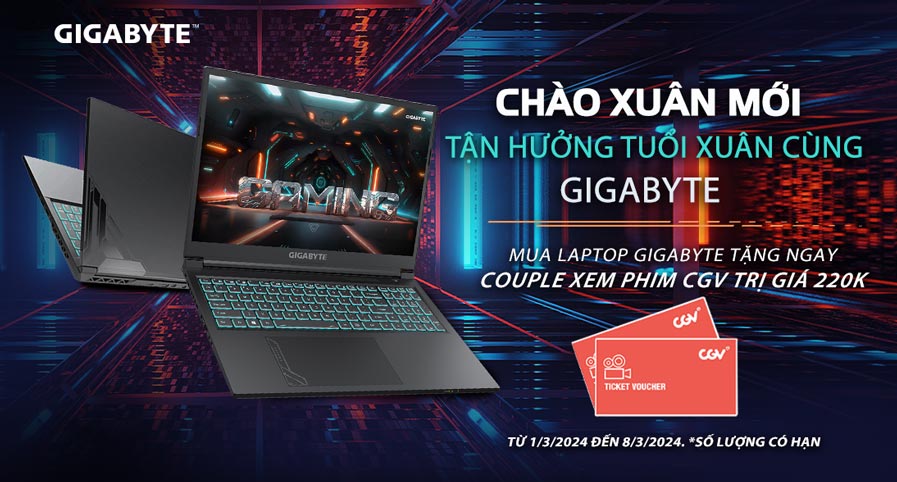 GIGABYTE™
CHÀO XUÂN MỚI
TẬN HƯỞNG TUỔI XUÂN CÙNG
GIGABYTE
MUA LAPTOP GIGABYTE TẶNG NGAY
COUPLE XEM PHIM CGV TRỊ GIÁ 220K
GIGABYTE
GAMING
GIGABYTE
CGV
CGV
TICKET VOUCHER
TỪ 1/3/2024 ĐẾN 8/3/2024. *SỐ LƯỢNG CÓ HẠN